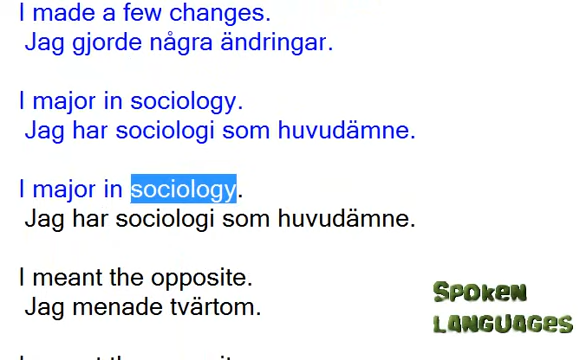 I made a few changes.
Jag gjorde några ändringar.
I major in sociology.
Jag har sociologi som huvudämne.
I major in sociology.
Jag har sociologi som huvudämne.
I meant the opposite.
Jag menade tvärtom.
Spoken
Languages